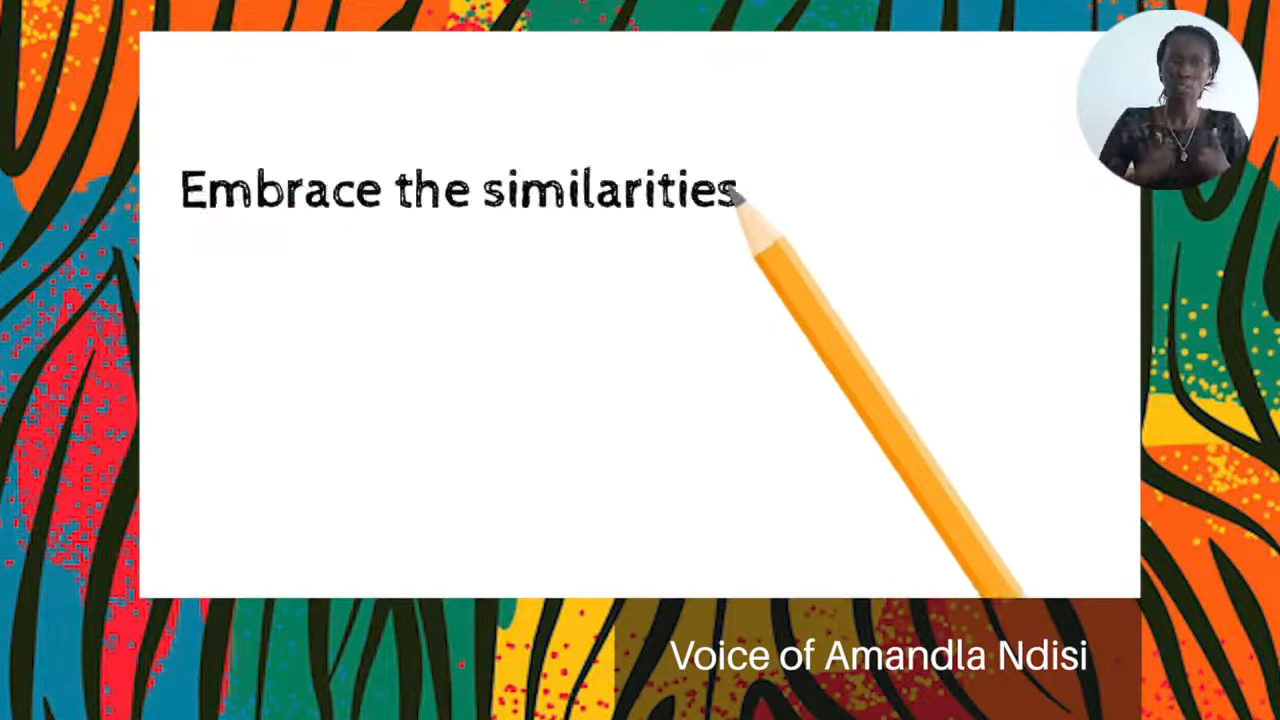 Embrace the similarities
Voice of Amandla Ndisi